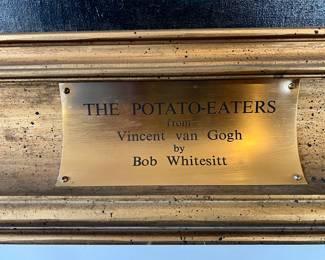 THE POTATO-EATERS
from
Vincent van Gogh
by
Bob Whitesitt